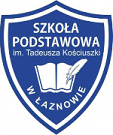 SZKOŁA
PODSTAWOWA
im. Tadeusza Kościuszki
W ŁAZNOWIE